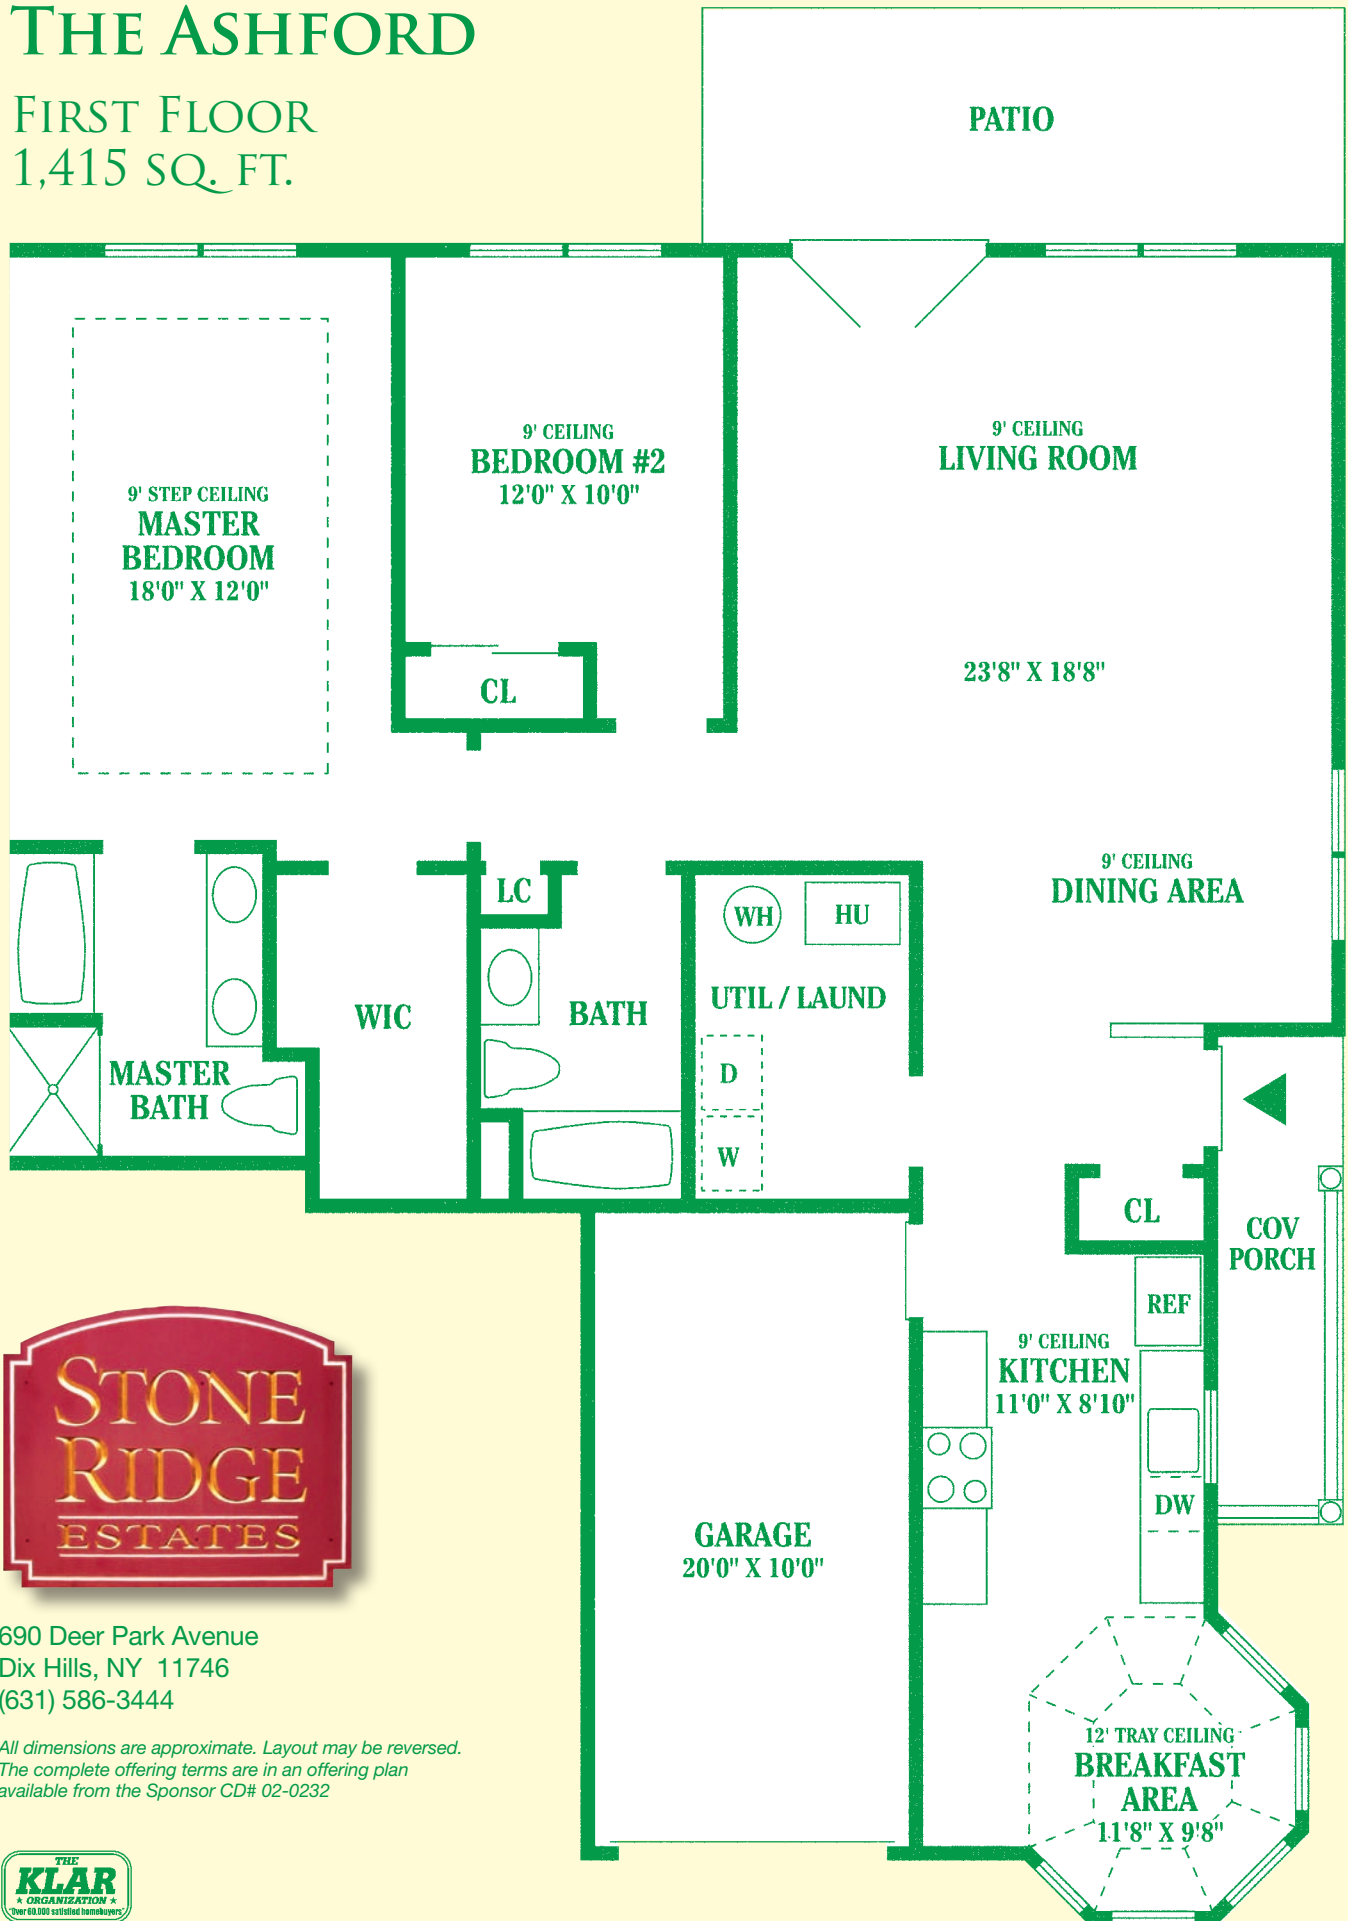 THE ASHFORD
FIRST FLOOR
1,415 SQ. FT.
PATIO
9' CEILING
BEDROOM #2
12'0" X 10'0"
9' CEILING
LIVING ROOM
9' STEP CEILING
MASTER
BEDROOM
18'0" X 12'0"
23'8" X 18'8"
CL
9' CEILING
DINING AREA
LC
WH
HU
UTIL / LAUND
WIC
BATH
MASTER
BATH
D
W
CL
COV
PORCH
REF
9' CEILING
KITCHEN
11'0" X 8'10"
DW
GARAGE
20'0" X 10'0"
12' TRAY CEILING
BREAKFAST
AREA
11'8" X 9'8"
STONE
RIDGE
ESTATES
690 Deer Park Avenue
Dix Hills, NY 11746
(631) 586-3444
All dimensions are approximate. Layout may be reversed.
The complete offering terms are in an offering plan
available from the Sponsor CD# 02-0232
THE
KLAR
★ ORGANIZATION ★
"Over 60,000 satisfied homebuyers"